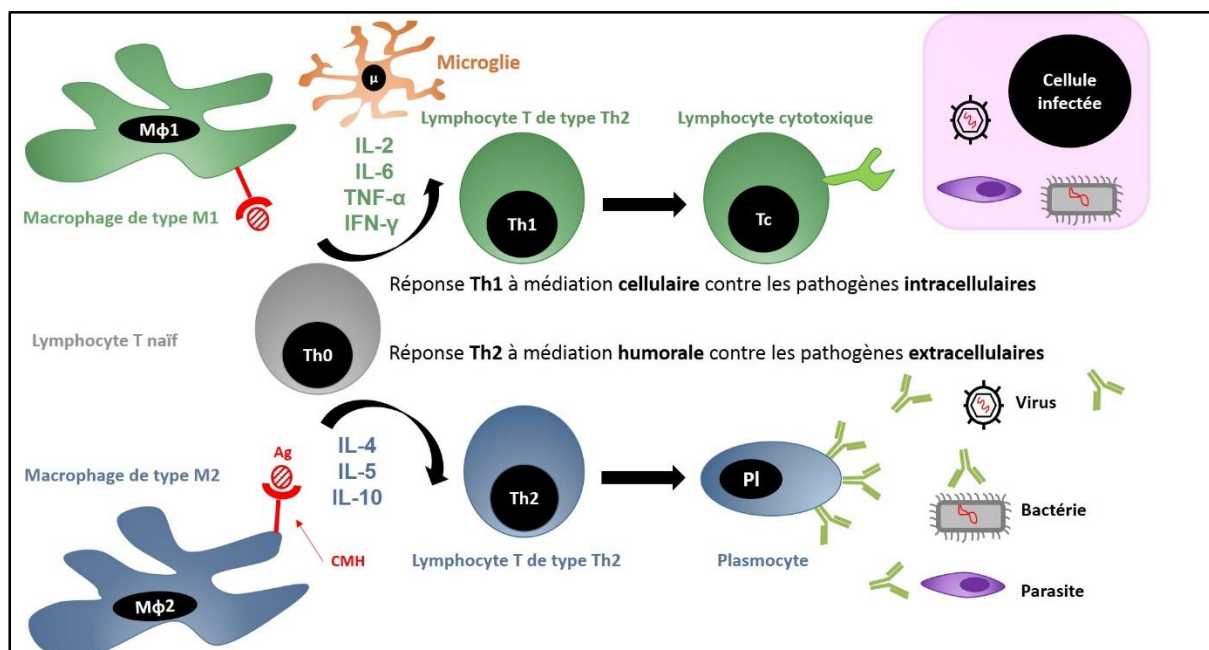 Mϕ1
Macrophage de type M1
µ
Microglie
IL-2
IL-6
TNF-α
IFN-γ
Lymphocyte T de type Th2
Th1
Lymphocyte cytotoxique
Tc
Cellule
infectée
Réponse Th1 à médiation cellulaire contre les pathogènes intracellulaires
Lymphocyte T naïf
Th0
Réponse Th2 à médiation humorale contre les pathogènes extracellulaires
Macrophage de type M2
Ag
CMH
Mϕ2
IL-4
IL-5
IL-10
Th2
Lymphocyte T de type Th2
Pl
Plasmocyte
Virus
Bactérie
Parasite